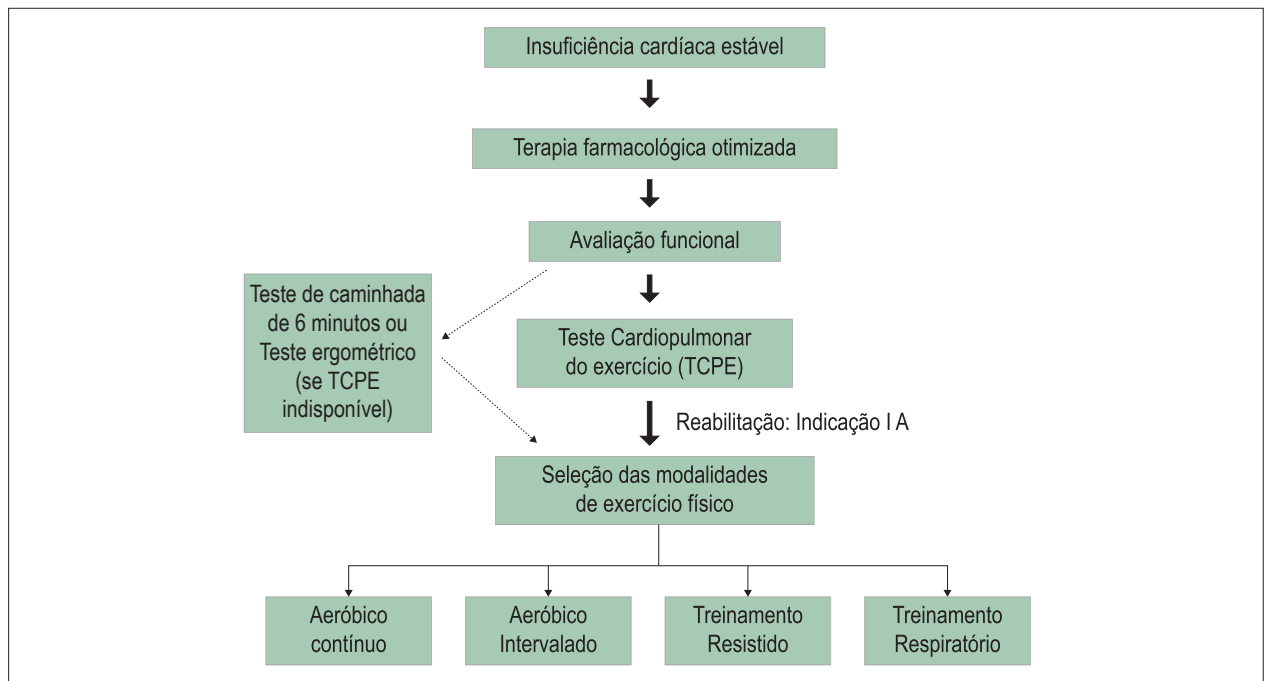 Insuficiência cardíaca estável
Terapia farmacológica otimizada
Avaliação funcional
Teste de caminhada
de 6 minutos ou
Teste ergométrico
(se TCPE
indisponível)
Teste Cardiopulmonar
do exercício (TCPE)
Reabilitação: Indicação I A
Seleção das modalidades
de exercício físico
Aeróbico
contínuo
Aeróbico
Intervalado
Treinamento
Resistido
Treinamento
Respiratório